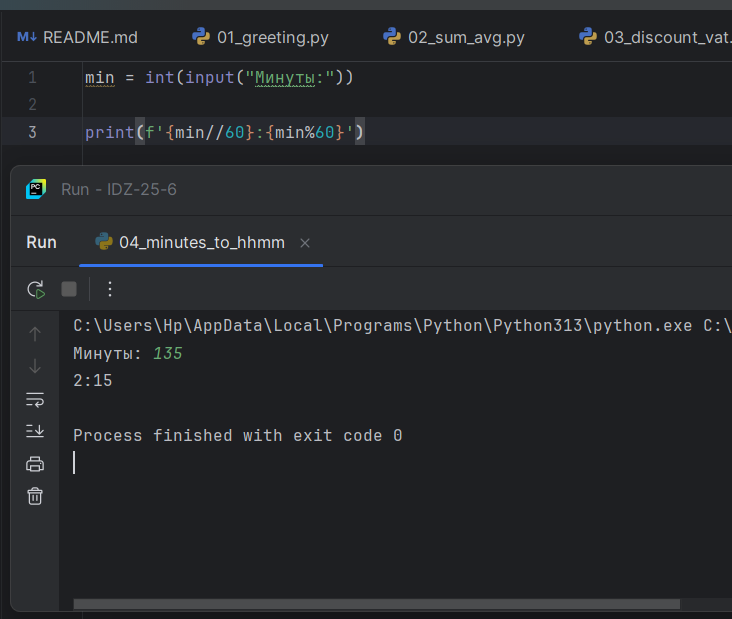 README.md 01_greeting.py 02_sum_avg.py 03_discount_vat.
1 min = int(input("Минуты:"))
2
3 print(f'{min//60}:{min%60}')
PC Run - IDZ-25-6
Run 04_minutes_to_hhmm
C:\Users\Hp\AppData\Local\Programs\Python\Python313\python.exe C:\
Минуты: 135
2:15
Process finished with exit code 0